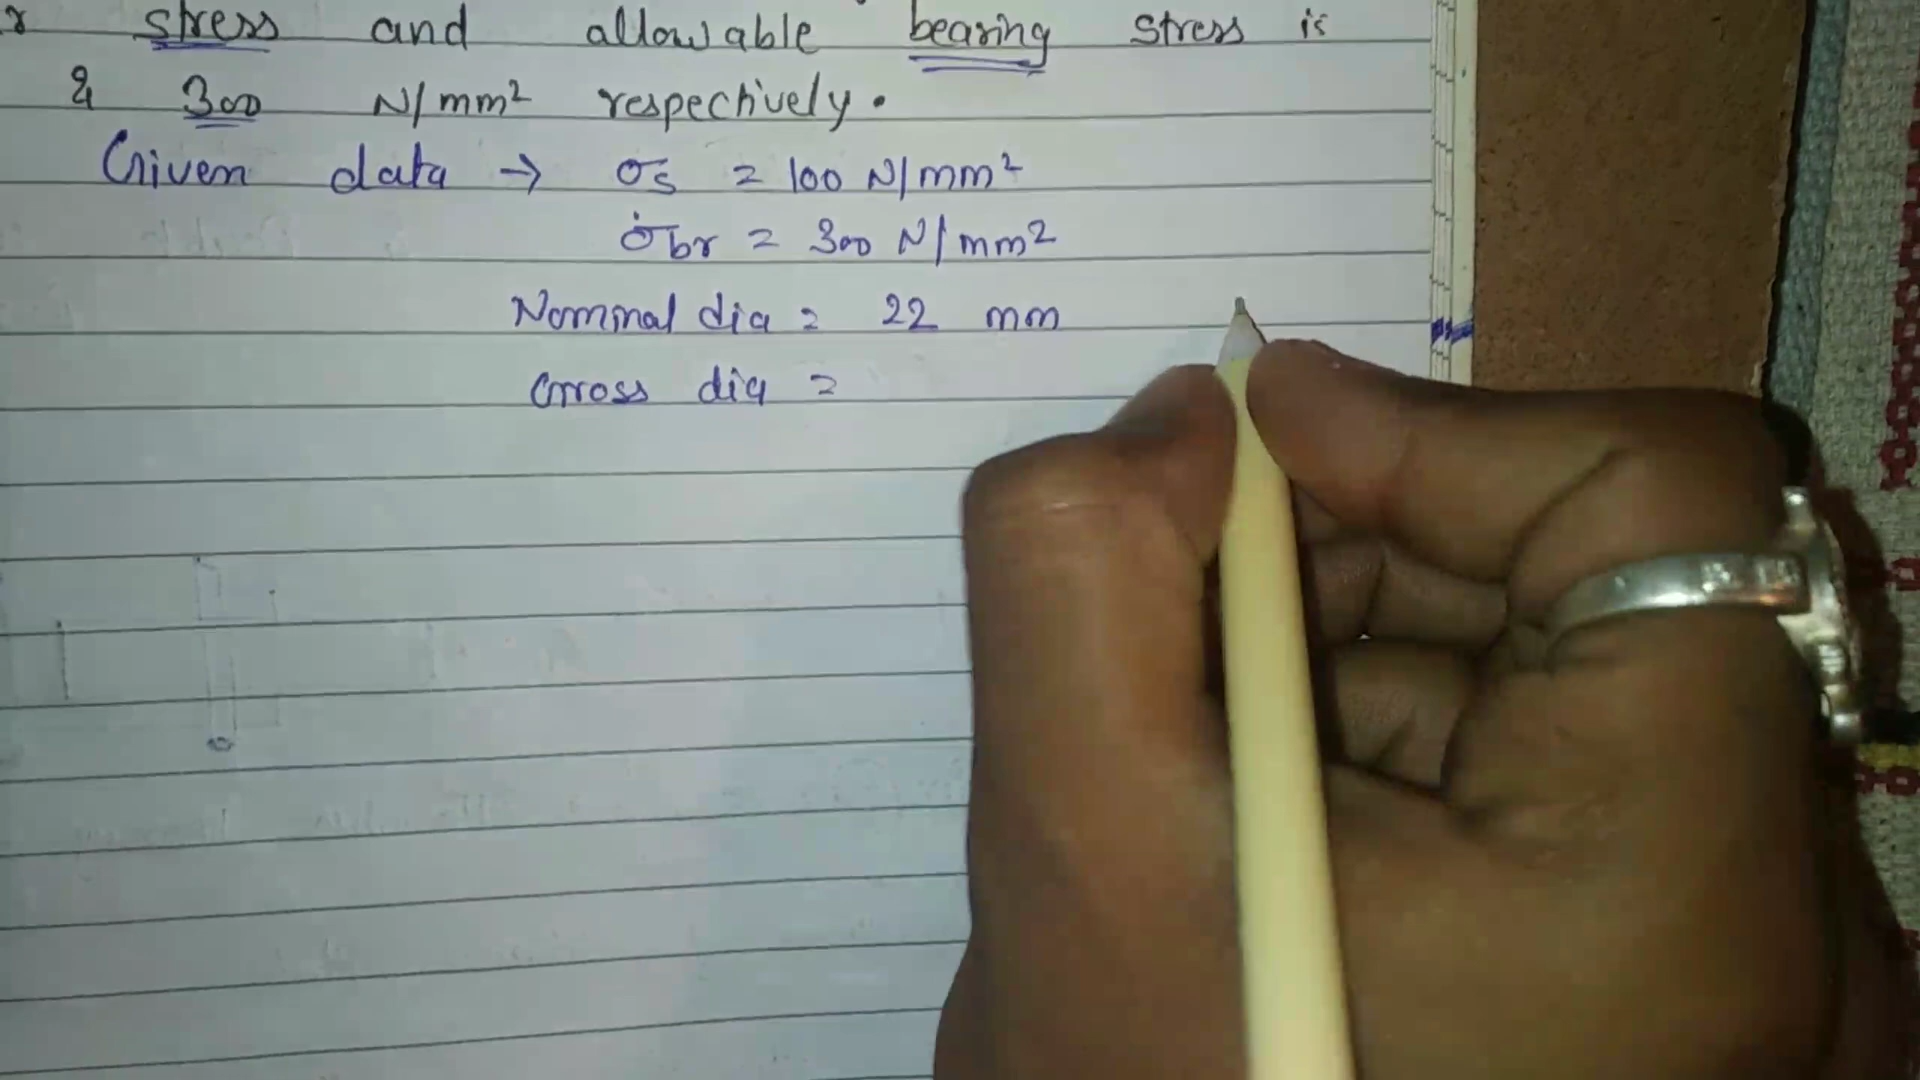 r stress and allowable bearing stress is
& 300 N/mm² respectively.
Given data → σs = 100 N/mm²
σbr = 300 N/mm²
Nominal dia = 22 mm
Gross dia =